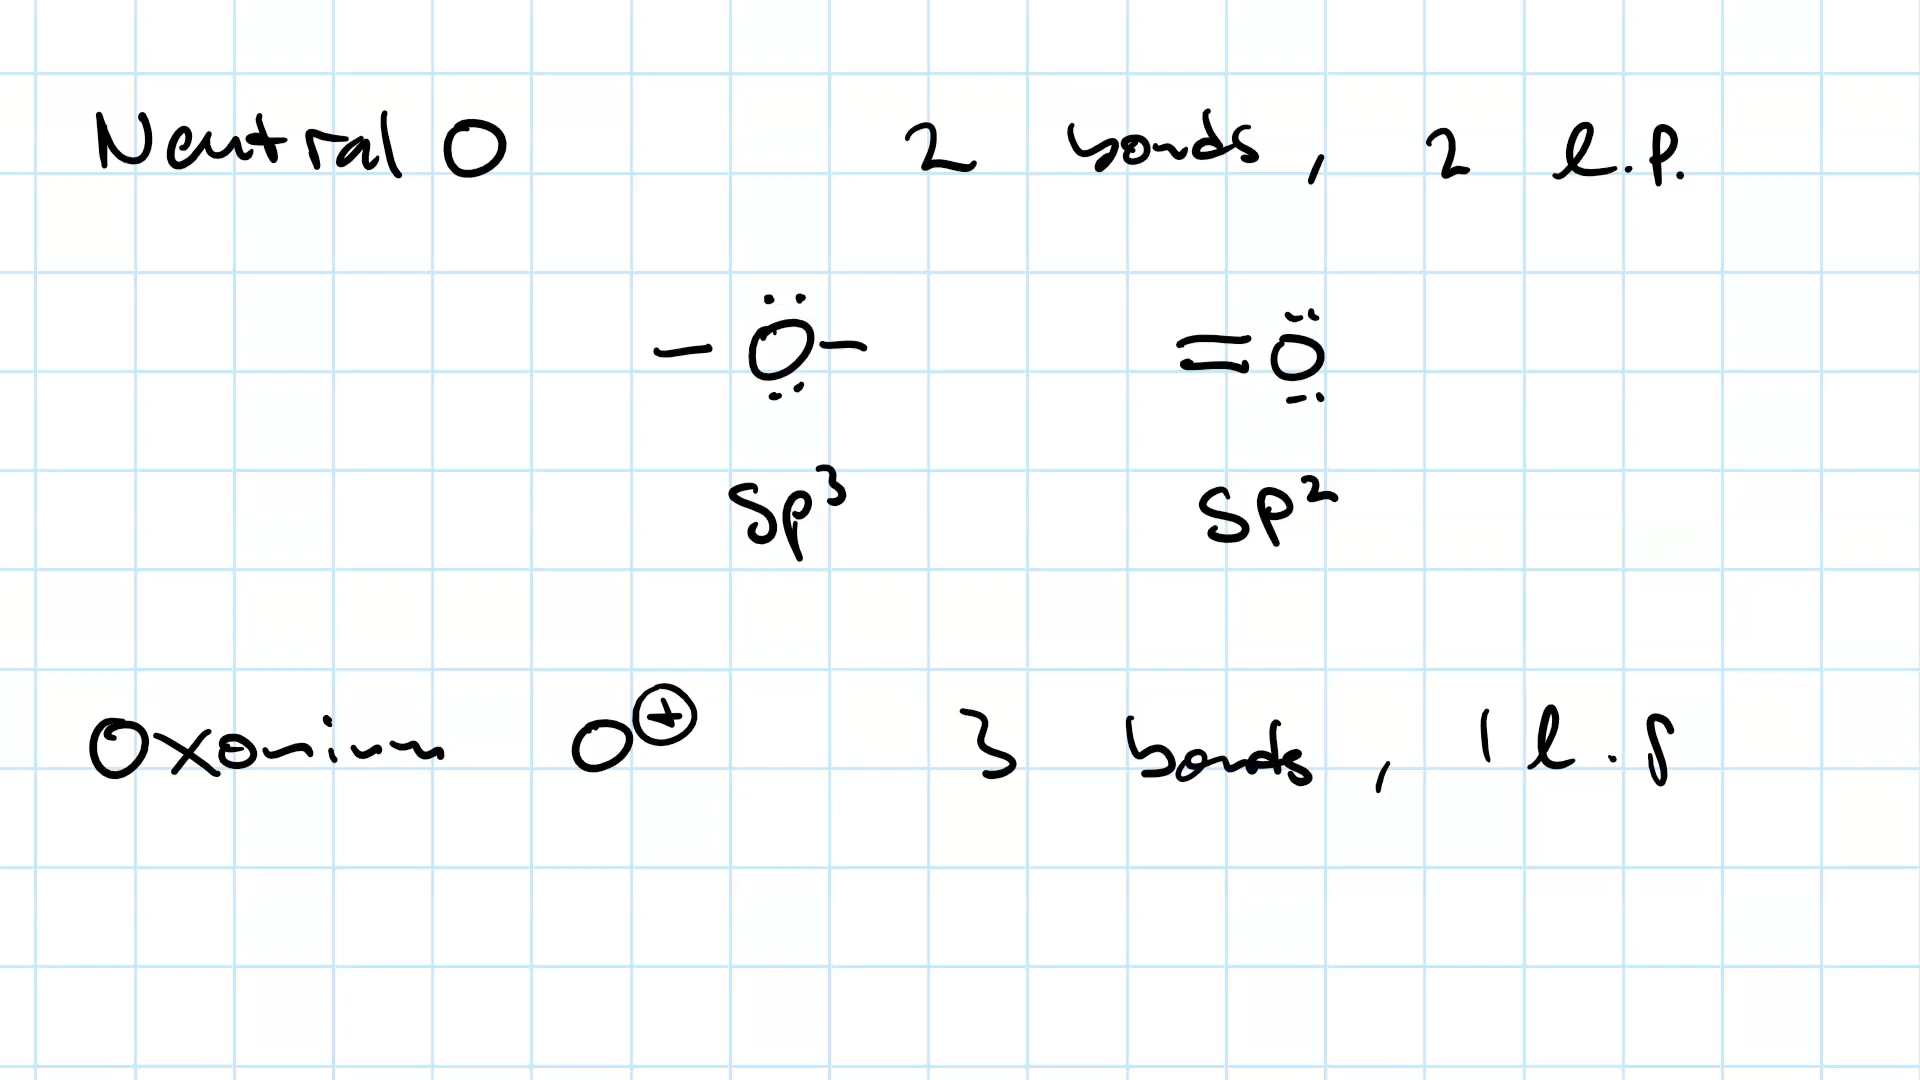 Neutral O 2 bonds, 2 l.p.
–Ö– =Ö
sp³ sp²
Oxonium O⊕ 3 bonds, 1 l.p